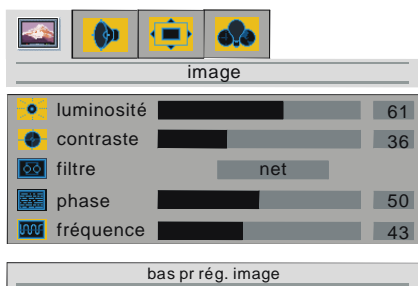 image
luminosité 61
contraste 36
filtre net
phase 50
fréquence 43
bas pr rég. image